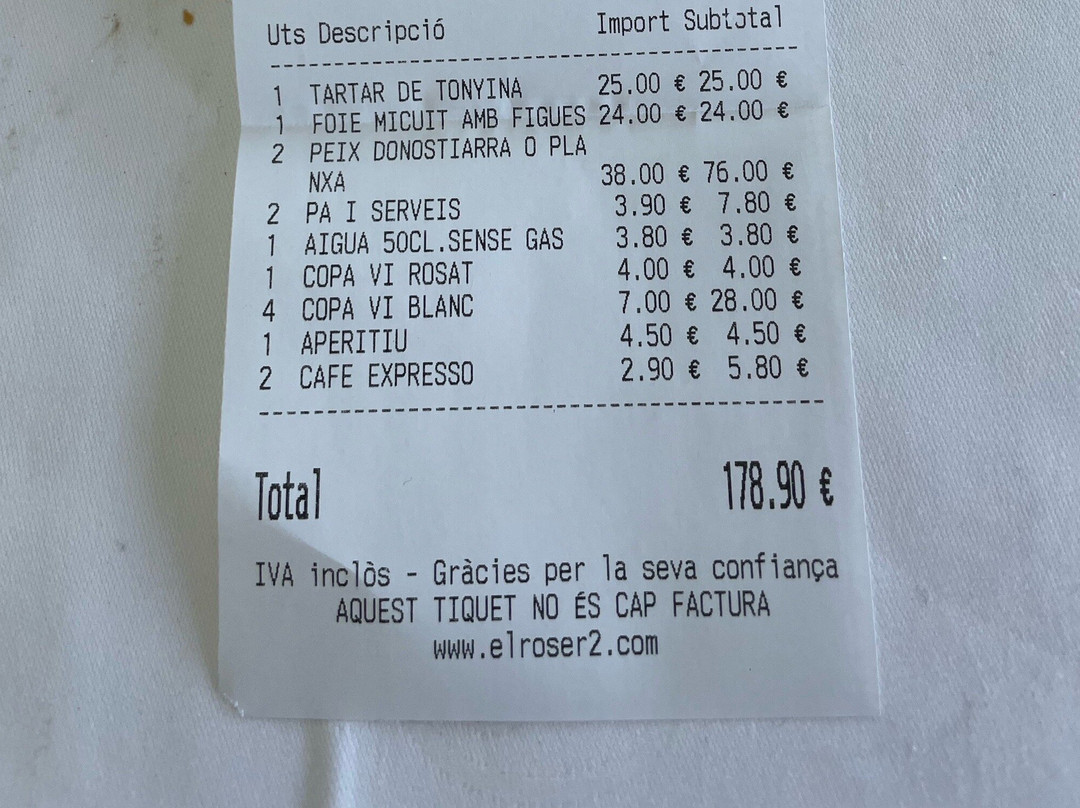 Uts Descripció Import Subtotal
1 TARTAR DE TONYINA 25.00 € 25.00 €
1 FOIE MICUIT AMB FIGUES 24.00 € 24.00 €
2 PEIX DONOSTIARRA O PLA
NXA 38.00 € 76.00 €
2 PA I SERVEIS 3.90 € 7.80 €
1 AIGUA 50CL.SENSE GAS 3.80 € 3.80 €
1 COPA VI ROSAT 4.00 € 4.00 €
4 COPA VI BLANC 7.00 € 28.00 €
1 APERITIU 4.50 € 4.50 €
2 CAFE EXPRESSO 2.90 € 5.80 €
Total 178.90 €
IVA inclòs - Gràcies per la seva confiança
AQUEST TIQUET NO ÉS CAP FACTURA
www.elroser2.com